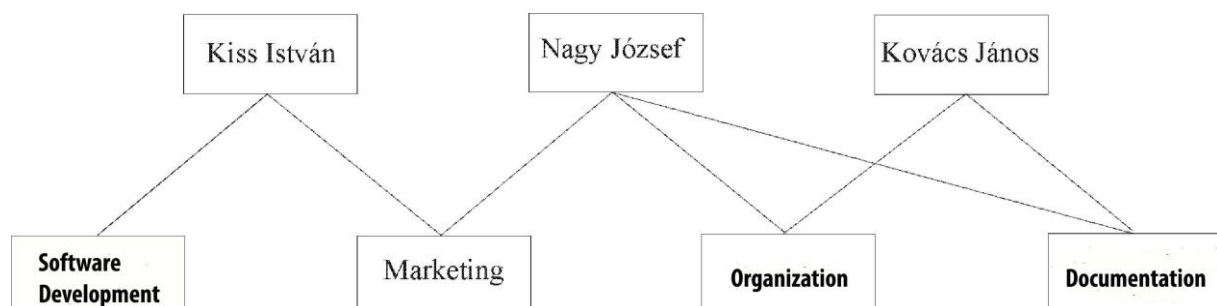 Kiss István
Nagy József
Kovács János
Software
Development
Marketing
Organization
Documentation